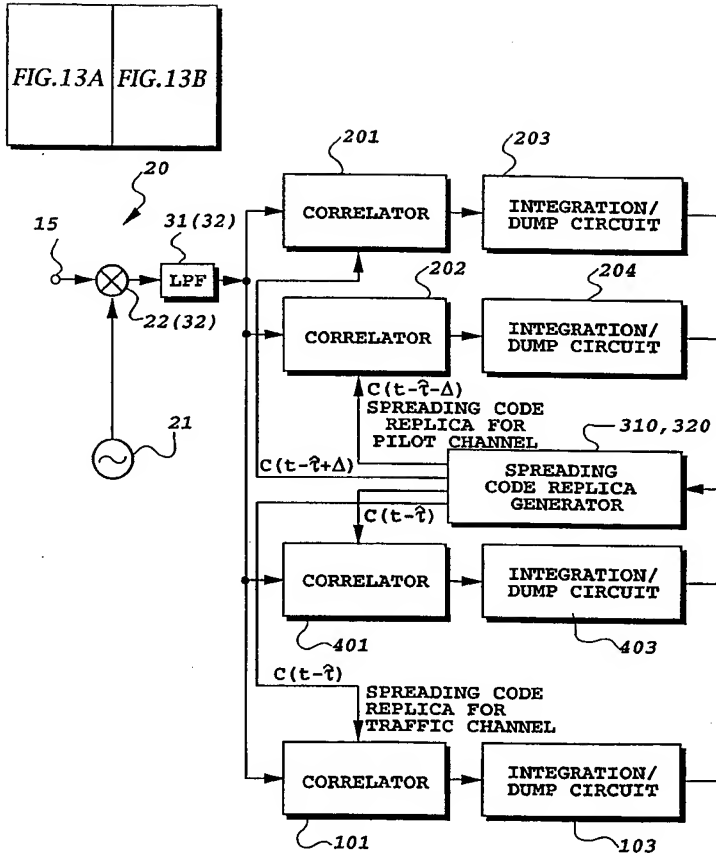 FIG.13A FIG.13B
20
15
31(32)
LPF
22(32)
21
201
CORRELATOR
203
INTEGRATION/
DUMP CIRCUIT
202
CORRELATOR
204
INTEGRATION/
DUMP CIRCUIT
C(t-τ̂-Δ)
SPREADING CODE
REPLICA FOR
PILOT CHANNEL
310,320
C(t-τ̂+Δ)
SPREADING
CODE REPLICA
GENERATOR
C(t-τ̂)
CORRELATOR
401
INTEGRATION/
DUMP CIRCUIT
403
C(t-τ̂)
SPREADING CODE
REPLICA FOR
TRAFFIC CHANNEL
CORRELATOR
101
INTEGRATION/
DUMP CIRCUIT
103